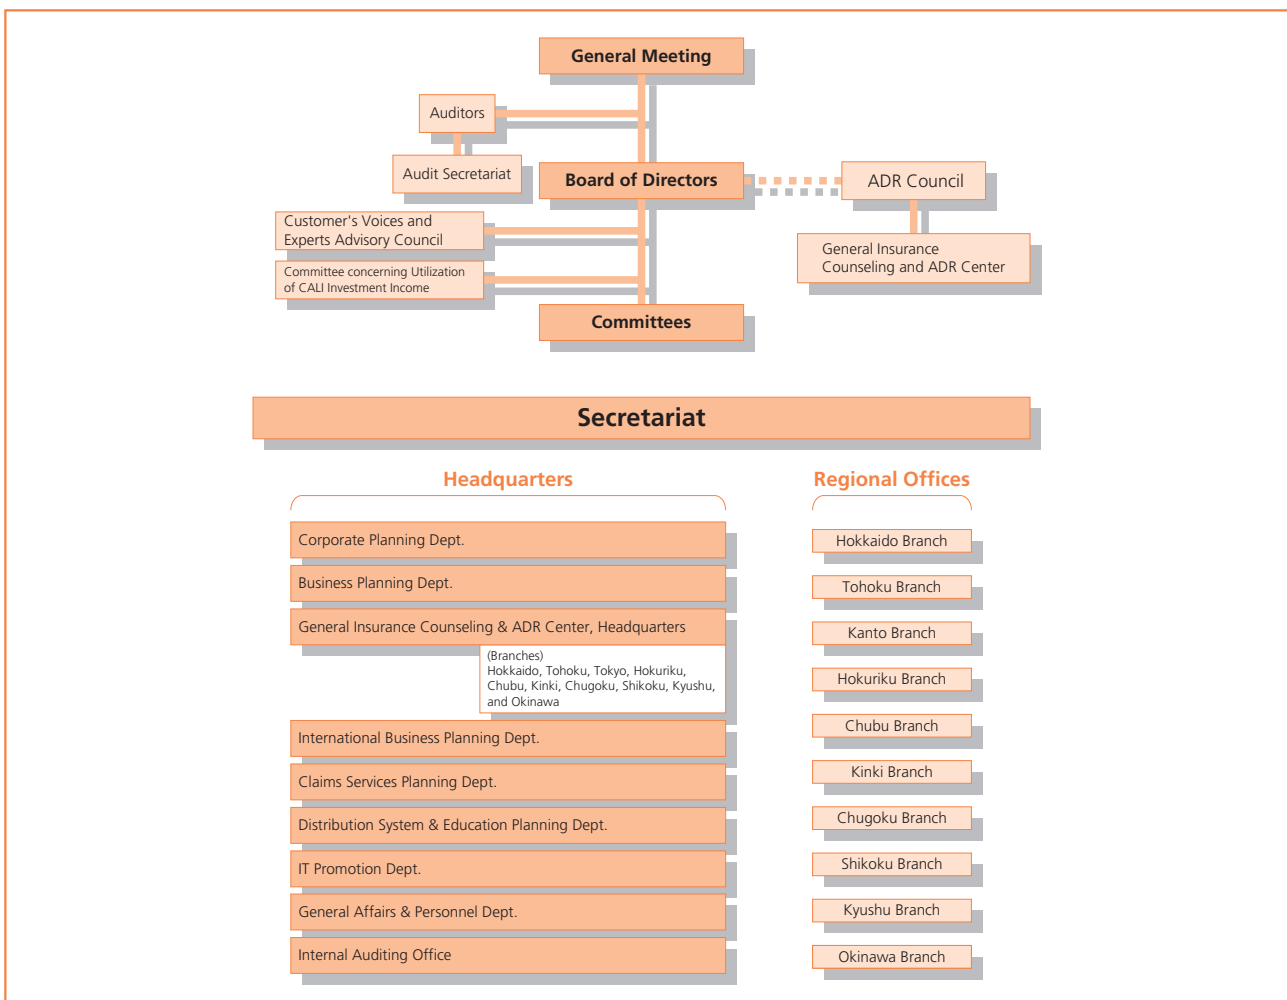 General Meeting
Auditors
Audit Secretariat
Board of Directors
ADR Council
Customer's Voices and
Experts Advisory Council
General Insurance
Counseling and ADR Center
Committee concerning Utilization
of CALI Investment Income
Committees
Secretariat
Headquarters
Corporate Planning Dept.
Business Planning Dept.
General Insurance Counseling & ADR Center, Headquarters
(Branches)
Hokkaido, Tohoku, Tokyo, Hokuriku,
Chubu, Kinki, Chugoku, Shikoku, Kyushu,
and Okinawa
International Business Planning Dept.
Claims Services Planning Dept.
Distribution System & Education Planning Dept.
IT Promotion Dept.
General Affairs & Personnel Dept.
Internal Auditing Office
Regional Offices
Hokkaido Branch
Tohoku Branch
Kanto Branch
Hokuriku Branch
Chubu Branch
Kinki Branch
Chugoku Branch
Shikoku Branch
Kyushu Branch
Okinawa Branch